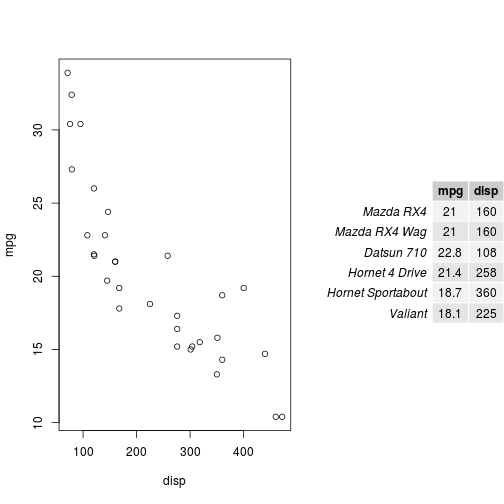 mpg
30
25
20
15
10
100 200 300 400
disp
mpg disp
Mazda RX4 21 160
Mazda RX4 Wag 21 160
Datsun 710 22.8 108
Hornet 4 Drive 21.4 258
Hornet Sportabout 18.7 360
Valiant 18.1 225